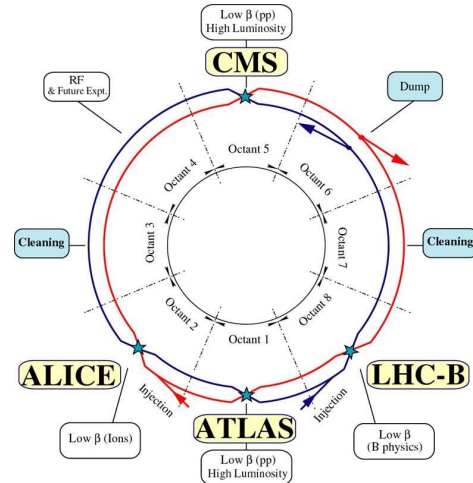 Low β (pp)
High Luminosity
CMS
RF
& Future Expt.
Dump
Octant 5
Octant 4
Octant 6
Octant 3
Octant 7
Cleaning
Cleaning
Octant 2
Octant 8
Octant 1
ALICE
LHC-B
Injection
Injection
ATLAS
Low β (Ions)
Low β
(B physics)
Low β (pp)
High Luminosity